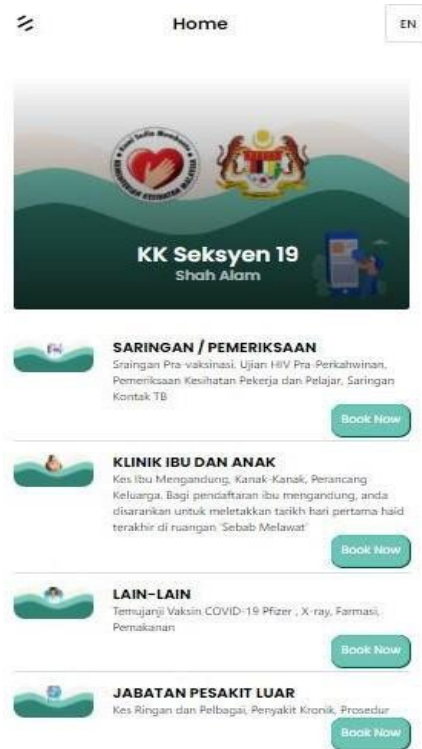 Home
EN
KK Seksyen 19
Shah Alam
SARINGAN / PEMERIKSAAN
Sraingan Pra-vaksinasi, Ujian HIV Pra-Perkahwinan,
Pemeriksaan Kesihatan Pekerja dan Pelajar, Saringan
Kontak TB
Book Now
KLINIK IBU DAN ANAK
Kes Ibu Mengandung, Kanak-Kanak, Perancang
Keluarga. Bagi pendaftaran ibu mengandung, anda
disarankan untuk meletakkan tarikh hari pertama haid
terakhir di ruangan 'Sebab Melawat'
Book Now
LAIN-LAIN
Temujanji Vaksin COVID-19 Pfizer , X-ray, Farmasi,
Pemakanan
Book Now
JABATAN PESAKIT LUAR
Kes Ringan dan Pelbagai, Penyakit Kronik, Prosedur
Book Now